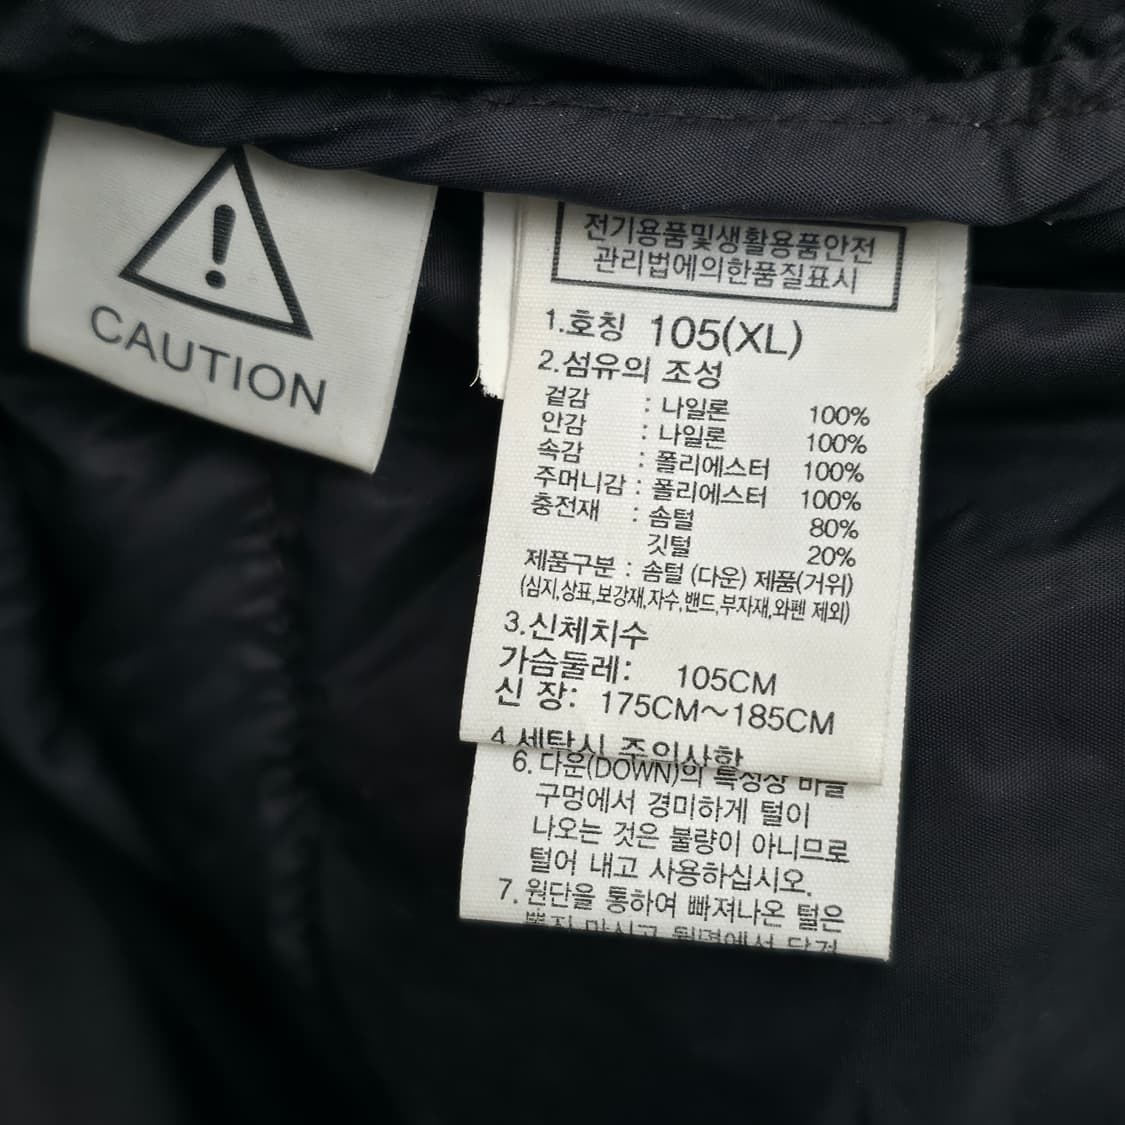 CAUTION
전기용품및생활용품안전
관리법에의한품질표시
1.호칭 105(XL)
2.섬유의 조성
겉감 : 나일론 100%
안감 : 나일론 100%
속감 : 폴리에스터 100%
주머니감 : 폴리에스터 100%
충전재 : 솜털 80%
깃털 20%
제품구분 : 솜털 (다운) 제품(거위)
(심지,상표,보강재,자수,밴드,부자재,와펜 제외)
3.신체치수
가슴둘레: 105CM
신 장: 175CM~185CM
4.세탁시 주의사항
6.다운(DOWN)의 특성상 바늘
구멍에서 경미하게 털이
나오는 것은 불량이 아니므로
털어 내고 사용하십시오.
7.원단을 통하여 빠져나온 털은